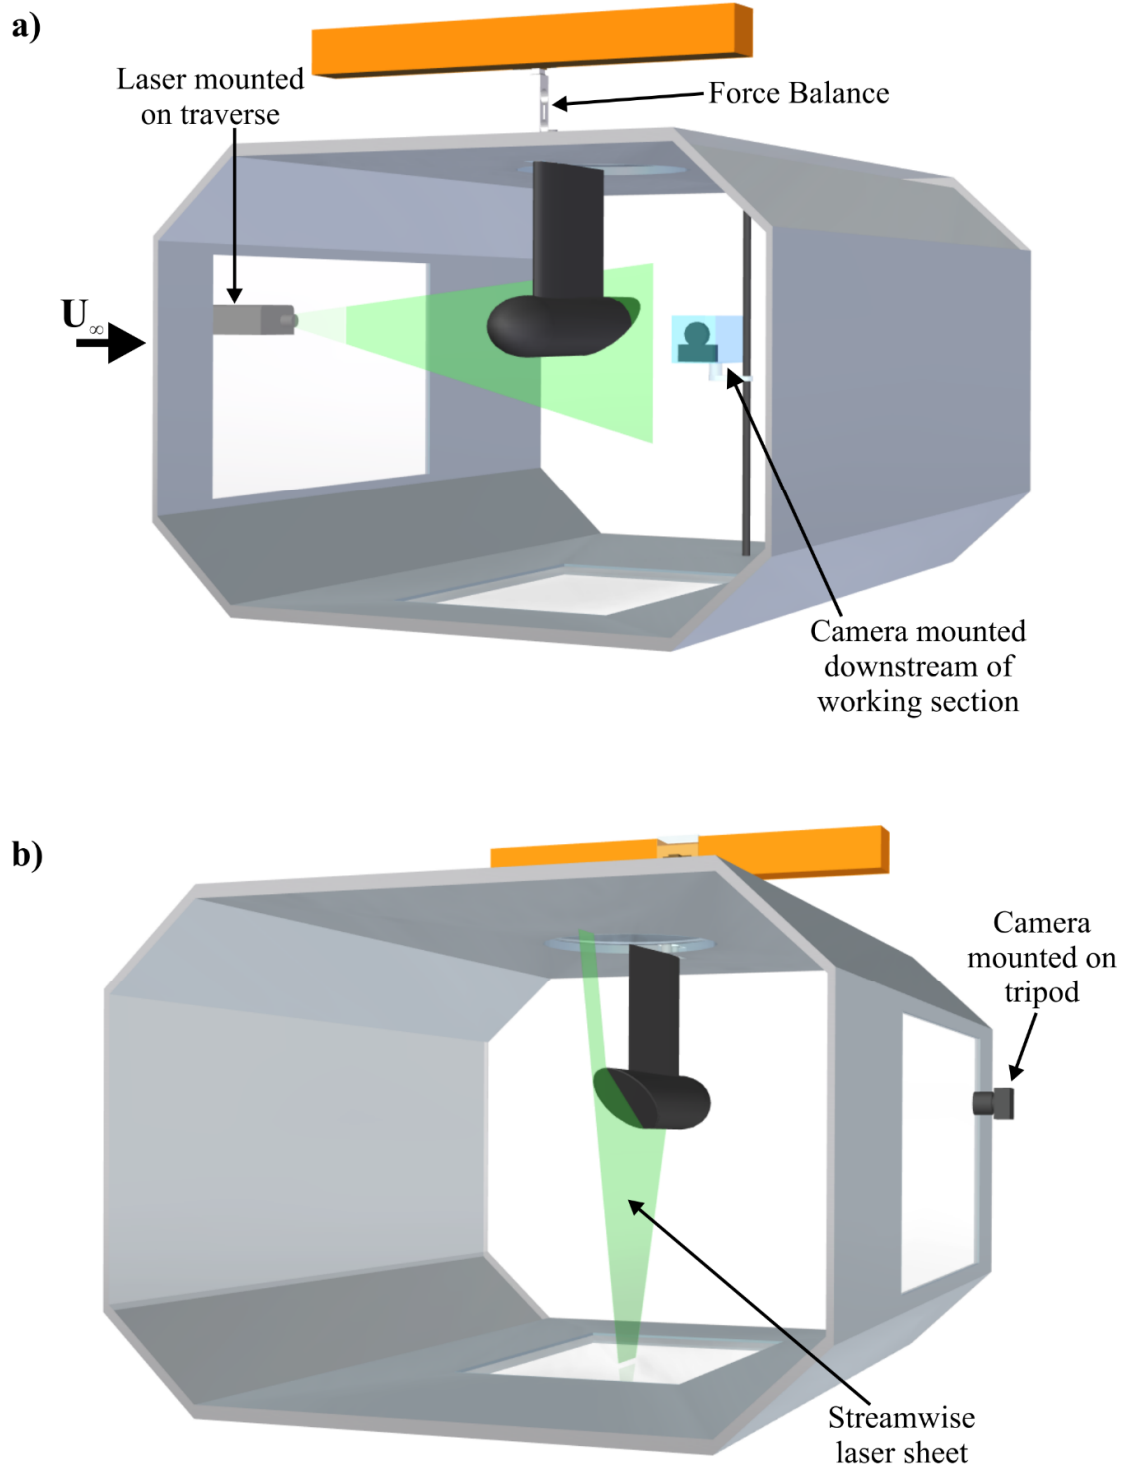 a)
Laser mounted
on traverse
Force Balance
U∞
Camera mounted
downstream of
working section
b)
Camera
mounted on
tripod
Streamwise
laser sheet